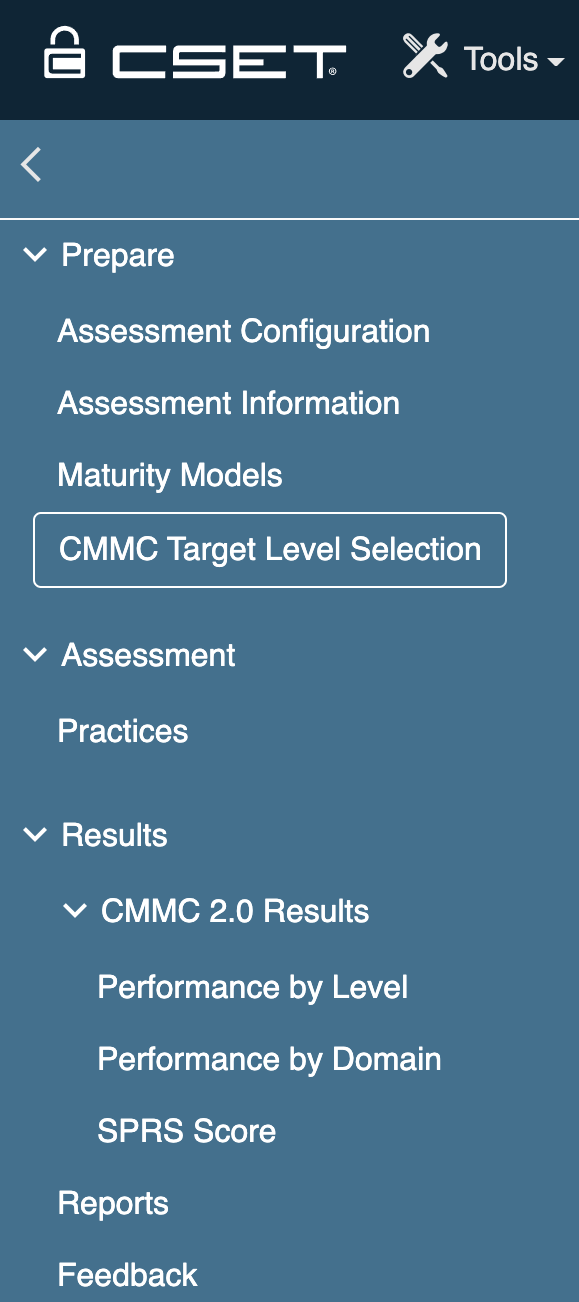 CSET®
Tools
Prepare
Assessment Configuration
Assessment Information
Maturity Models
CMMC Target Level Selection
Assessment
Practices
Results
CMMC 2.0 Results
Performance by Level
Performance by Domain
SPRS Score
Reports
Feedback